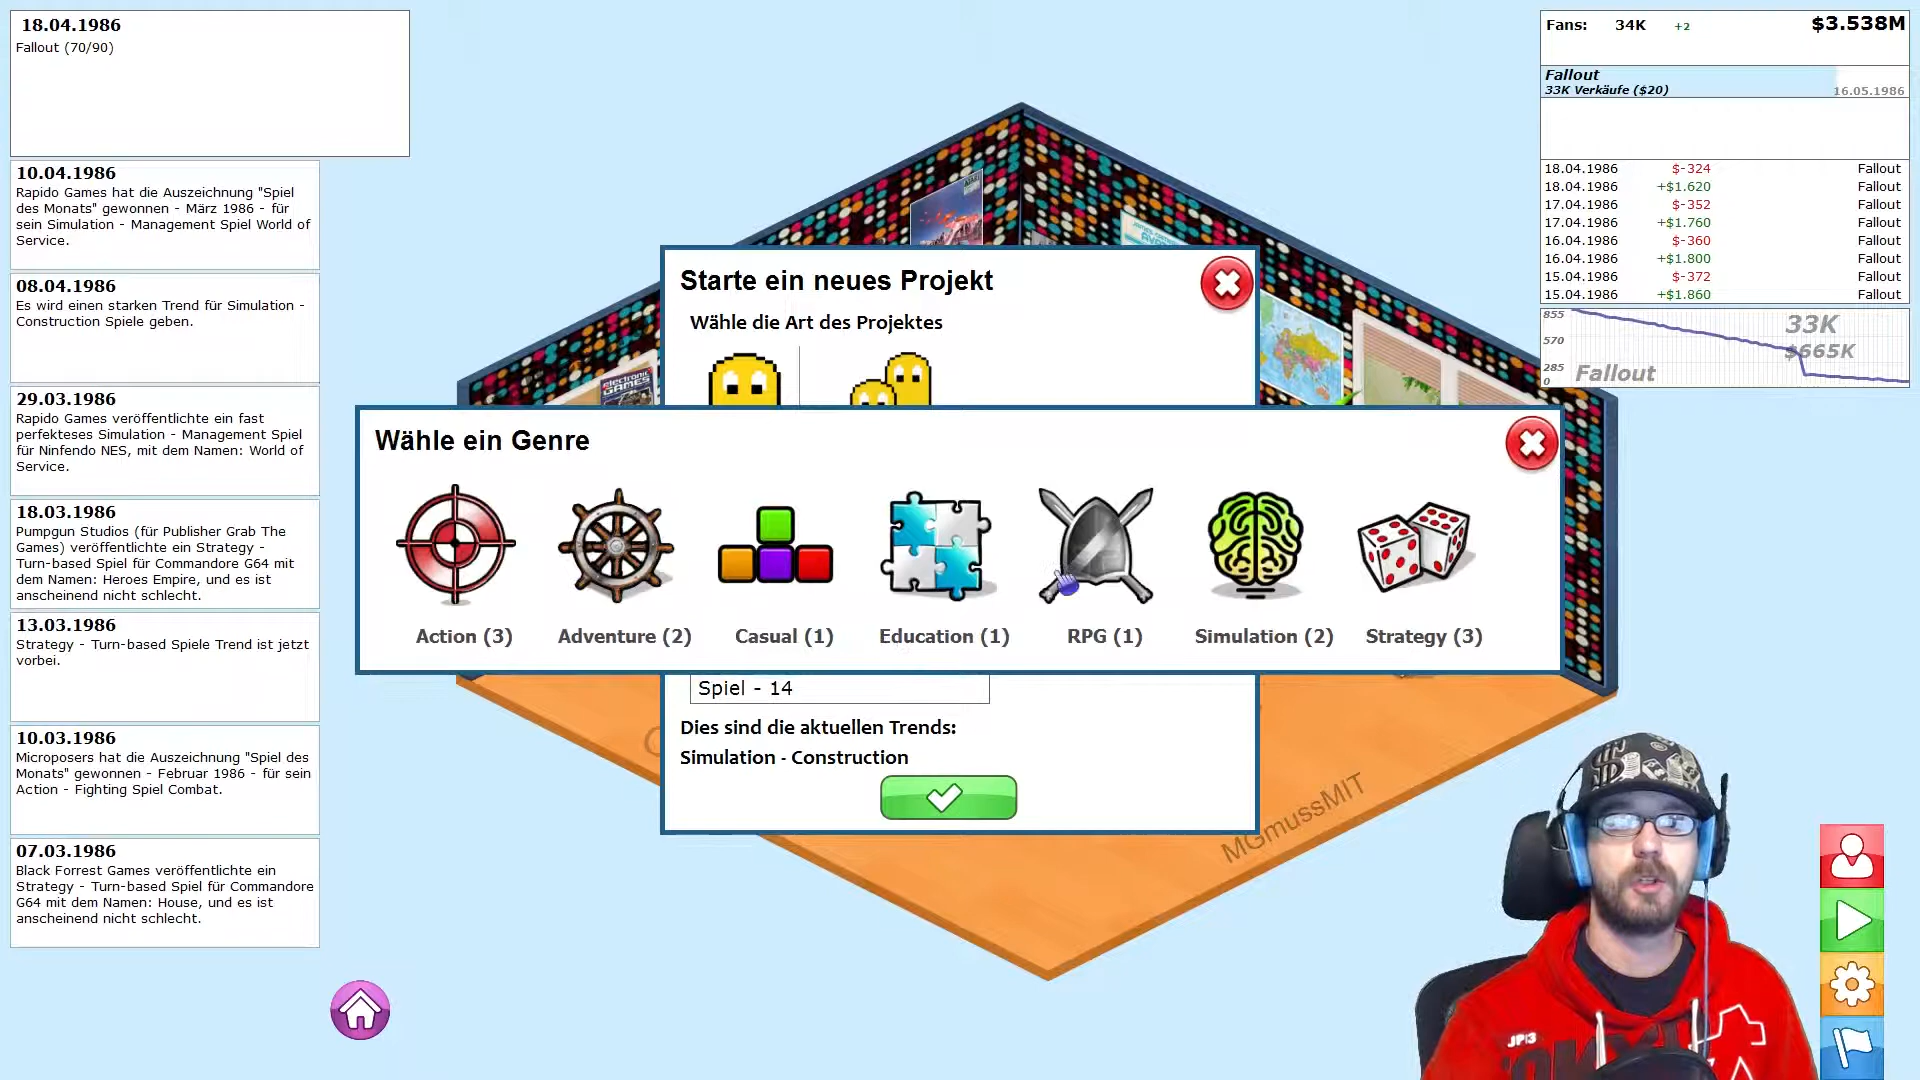 18.04.1986
Fallout (70/90)
10.04.1986
Rapido Games hat die Auszeichnung "Spiel
des Monats" gewonnen - März 1986 - für
sein Simulation - Management Spiel World of
Service.
08.04.1986
Es wird einen starken Trend für Simulation -
Construction Spiele geben.
29.03.1986
Rapido Games veröffentlichte ein fast
perfekteses Simulation - Management Spiel
für Ninfendo NES, mit dem Namen: World of
Service.
18.03.1986
Pumpgun Studios (für Publisher Grab The
Games) veröffentlichte ein Strategy -
Turn-based Spiel für Commandore G64 mit
dem Namen: Heroes Empire, und es ist
anscheinend nicht schlecht.
13.03.1986
Strategy - Turn-based Spiele Trend ist jetzt
vorbei.
10.03.1986
Microposers hat die Auszeichnung "Spiel des
Monats" gewonnen - Februar 1986 - für sein
Action - Fighting Spiel Combat.
07.03.1986
Black Forrest Games veröffentlichte ein
Strategy - Turn-based Spiel für Commandore
G64 mit dem Namen: House, und es ist
anscheinend nicht schlecht.
Starte ein neues Projekt
Wähle die Art des Projektes
Wähle ein Genre
Action (3)
Adventure (2)
Casual (1)
Education (1)
RPG (1)
Simulation (2)
Strategy (3)
Spiel - 14
Dies sind die aktuellen Trends:
Simulation - Construction
MGmussMIT
electronic
GAMES
ATARI
Fans: 34K +2 $3.538M
Fallout
33K Verkäufe ($20) 16.05.1986
18.04.1986 $-324 Fallout
18.04.1986 +$1.620 Fallout
17.04.1986 $-352 Fallout
17.04.1986 +$1.760 Fallout
16.04.1986 $-360 Fallout
16.04.1986 +$1.800 Fallout
15.04.1986 $-372 Fallout
15.04.1986 +$1.860 Fallout
855
570
285
0
33K
$665K
Fallout
JP13